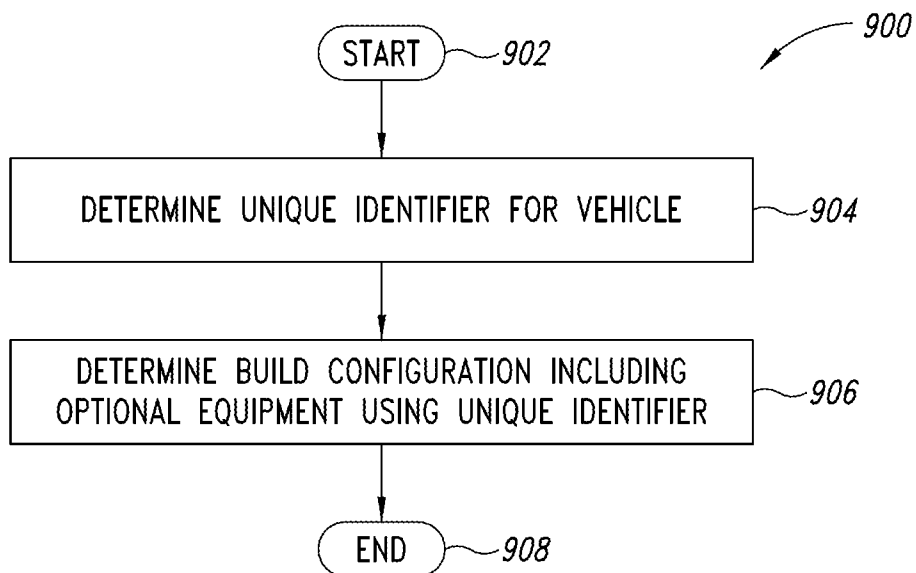 900
START 902
DETERMINE UNIQUE IDENTIFIER FOR VEHICLE 904
DETERMINE BUILD CONFIGURATION INCLUDING
OPTIONAL EQUIPMENT USING UNIQUE IDENTIFIER 906
END 908